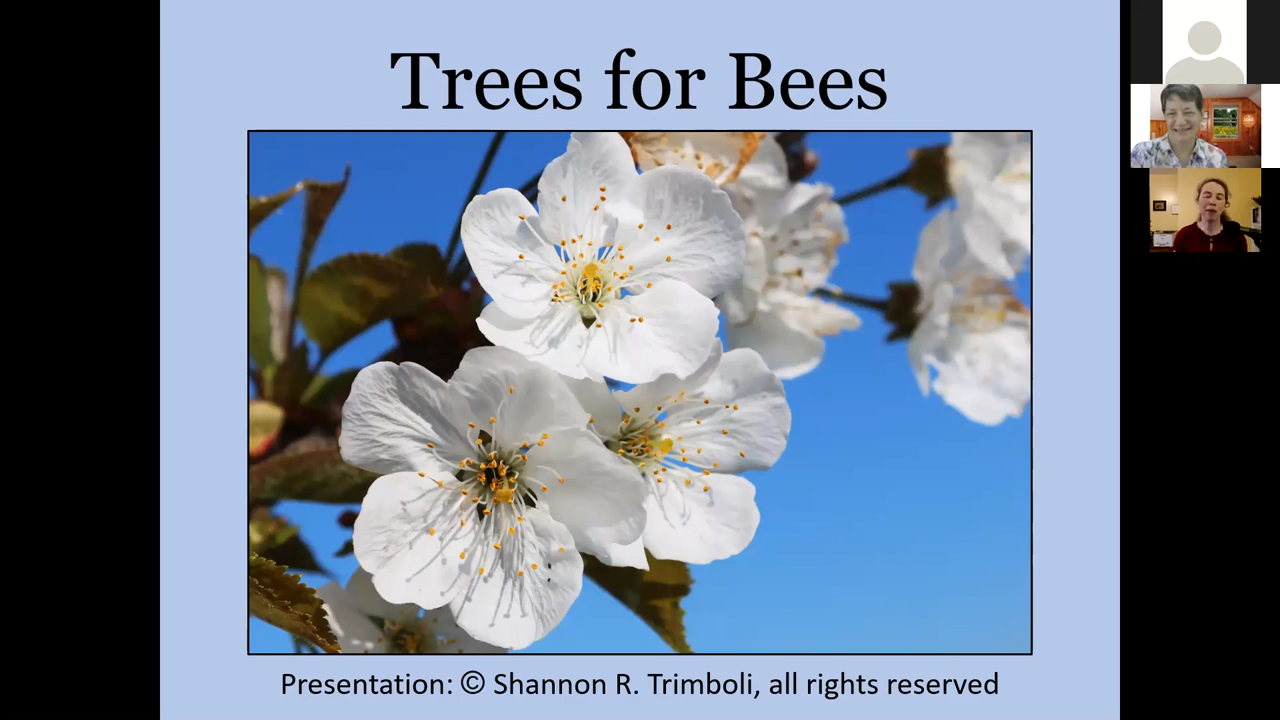 Trees for Bees
Presentation: © Shannon R. Trimboli, all rights reserved